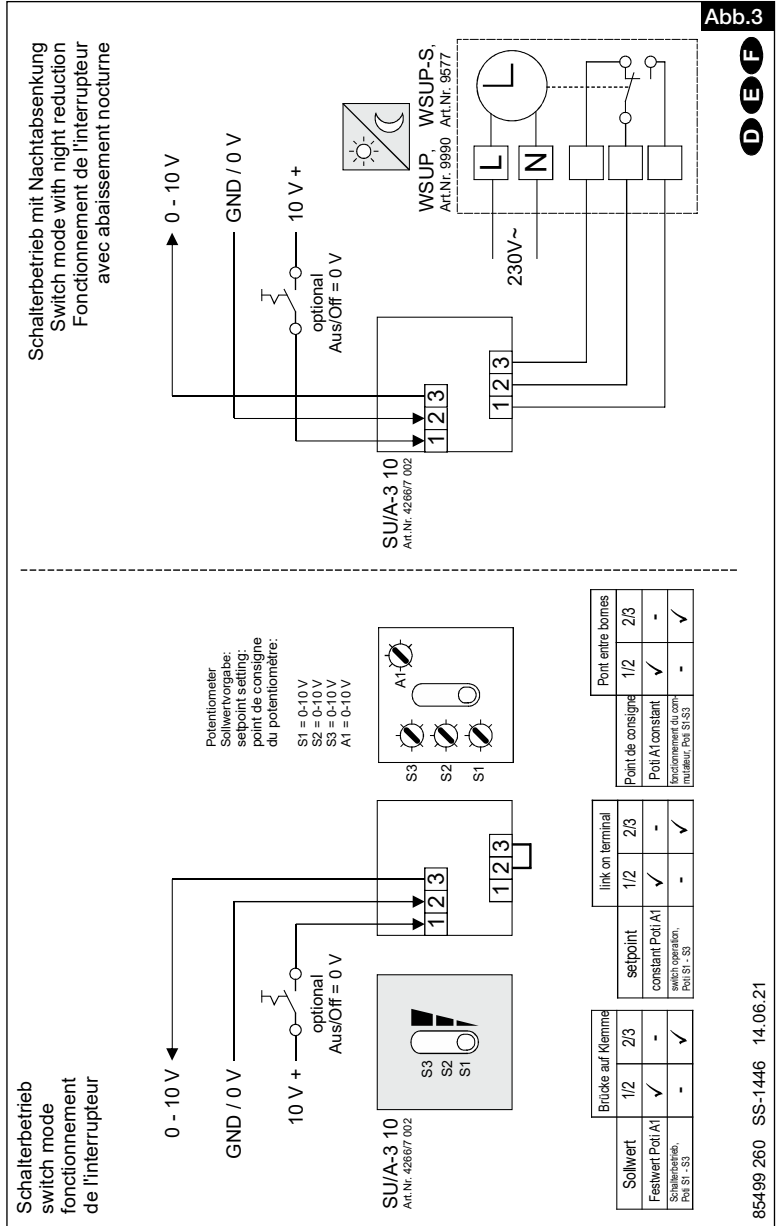 Abb.3
D E F
Schalterbetrieb
switch mode
fonctionnement
de l'interrupteur
0 - 10 V
GND / 0 V
10 V +
optional
Aus/Off = 0 V
SU/A-3 10
Art. Nr. 4266/7 002
S3
S2
S1
1 2 3
1 2 3
Potentiometer
Sollwertvorgabe:
setpoint setting:
point de consigne
du potentiomètre:
S1 = 0-10 V
S2 = 0-10 V
S3 = 0-10 V
A1 = 0-10 V
A1
S3
S2
S1
Brücke auf Klemme
Sollwert 1/2 2/3
Festwert Poti A1 ✓ -
Schalterbetrieb,
Poti S1 - S3 - ✓
link on terminal
setpoint 1/2 2/3
constant Poti A1 ✓ -
switch operation,
Poti S1 - S3 - ✓
Pont entre bornes
Point de consigne 1/2 2/3
Poti A1constant ✓ -
fonctionnement du com-
mutateur, Poti S1-S3 - ✓
Schalterbetrieb mit Nachtabsenkung
Switch mode with night reduction
Fonctionnement de l'interrupteur
avec abaissement nocturne
0 - 10 V
GND / 0 V
10 V +
optional
Aus/Off = 0 V
SU/A-3 10
Art.Nr. 4266/7 002
1 2 3
1 2 3
WSUP, WSUP-S,
Art.Nr. 9990 Art.Nr. 9577
230V~
L
N
L
85499 260 SS-1446 14.06.21